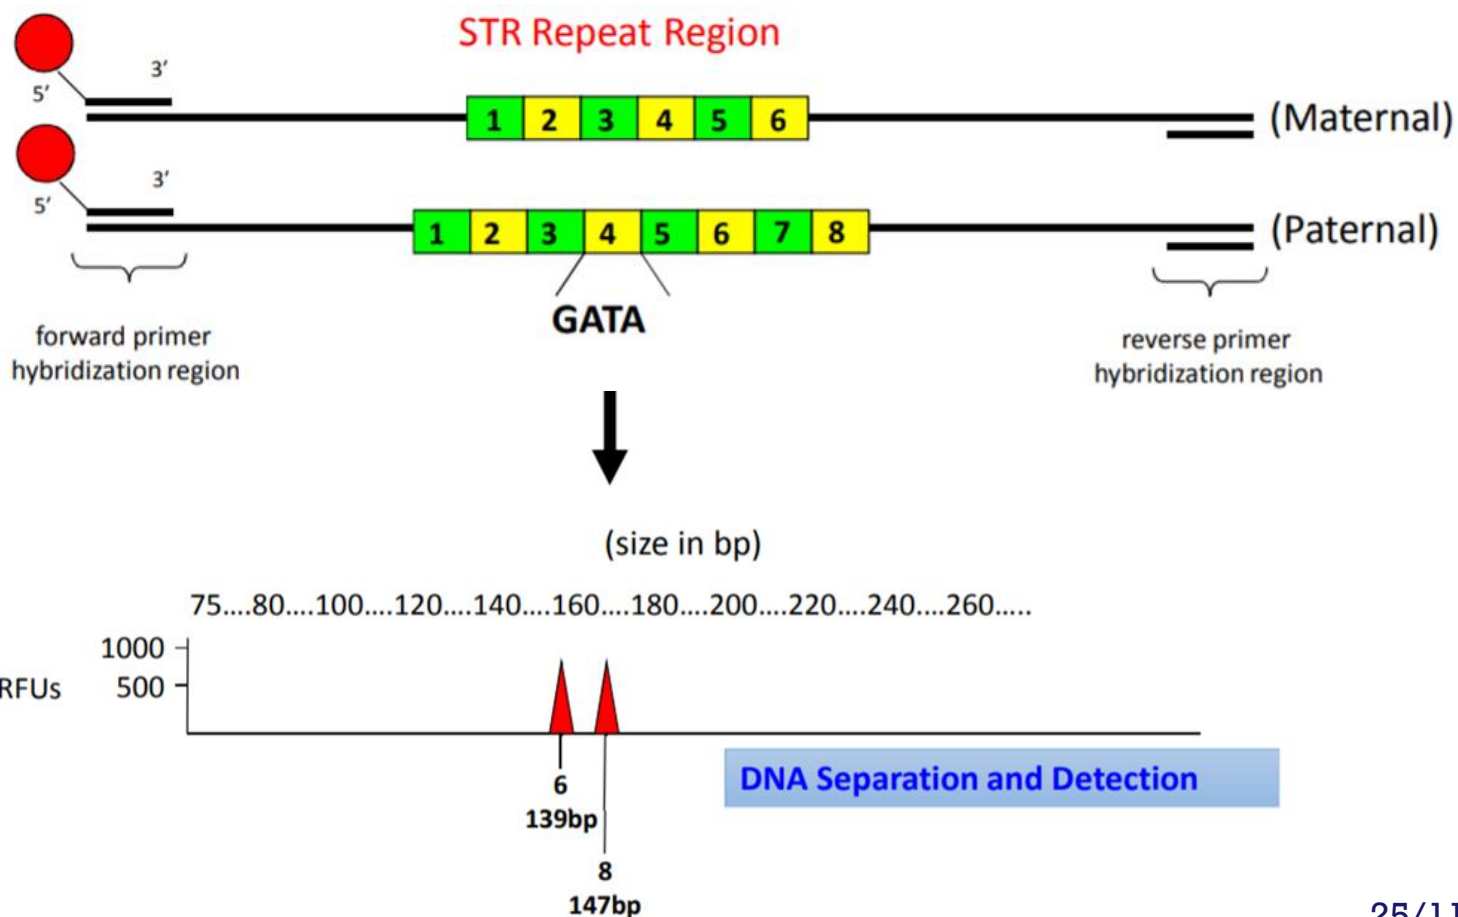 STR Repeat Region
3’
5’
1 2 3 4 5 6
(Maternal)
3’
5’
1 2 3 4 5 6 7 8
(Paternal)
GATA
forward primer
hybridization region
reverse primer
hybridization region
(size in bp)
75....80....100....120....140....160....180....200....220....240....260.....
1000
RFUs 500
6
139bp
DNA Separation and Detection
8
147bp
25/11